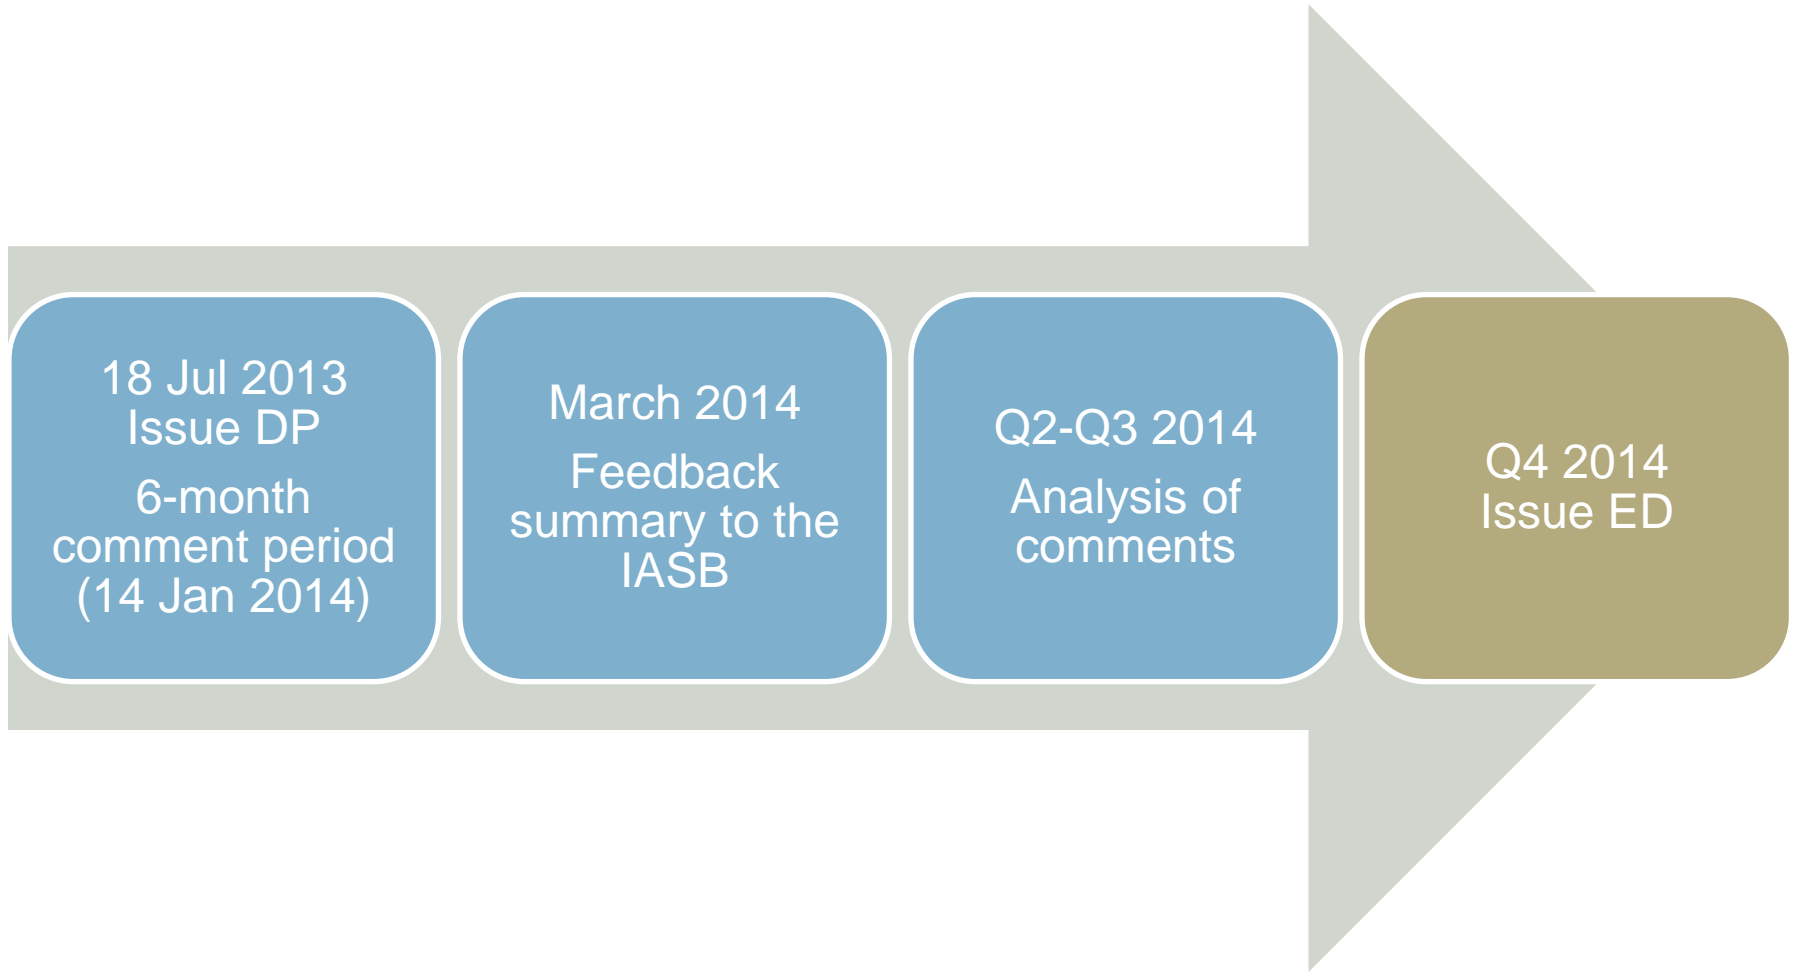 18 Jul 2013
Issue DP
6-month
comment period
(14 Jan 2014)
March 2014
Feedback
summary to the
IASB
Q2-Q3 2014
Analysis of
comments
Q4 2014
Issue ED